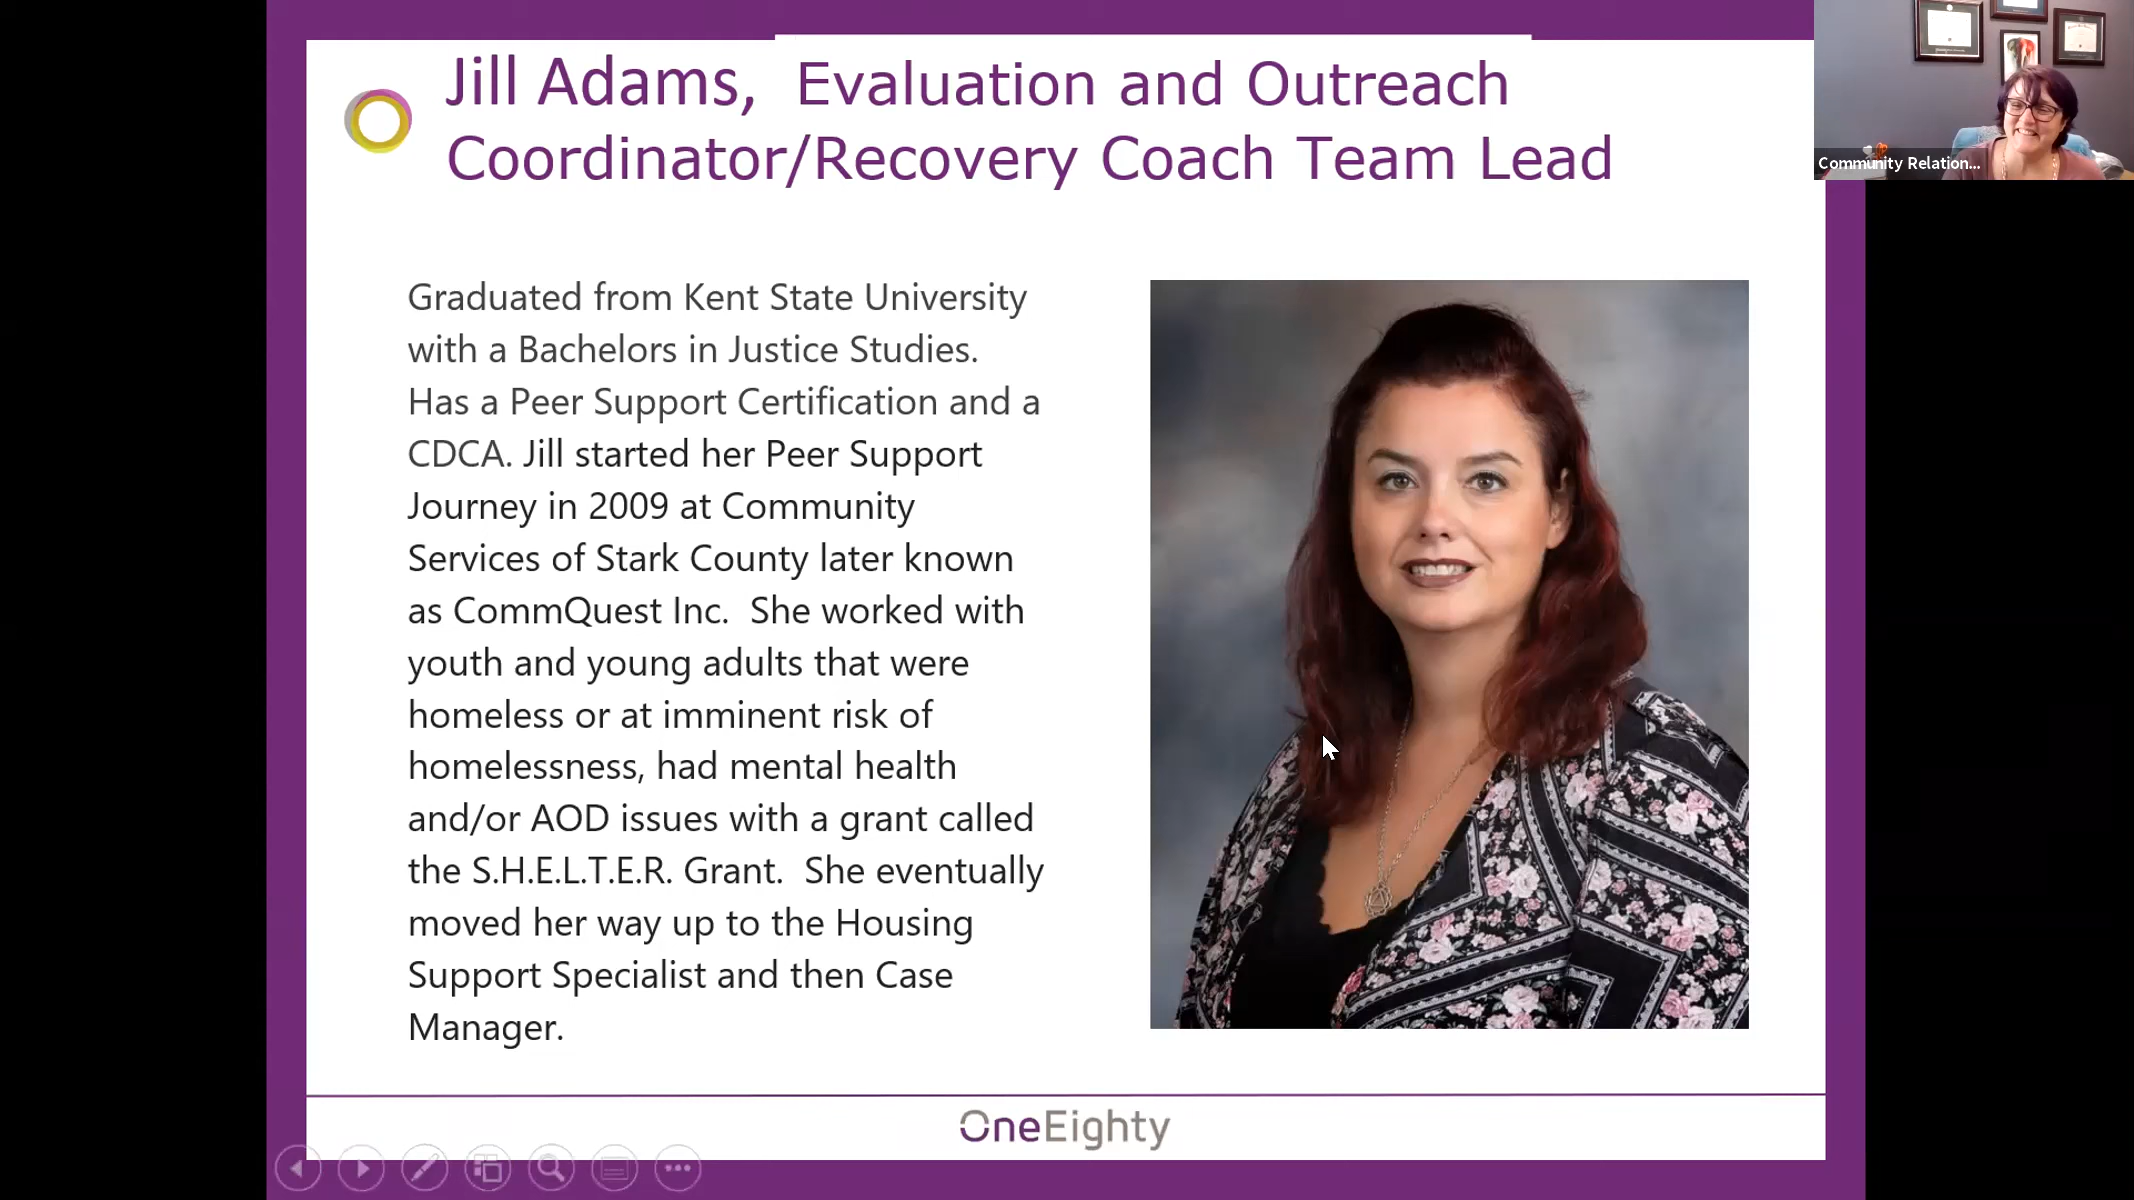 Jill Adams, Evaluation and Outreach
Coordinator/Recovery Coach Team Lead
Community Relation...
Graduated from Kent State University
with a Bachelors in Justice Studies.
Has a Peer Support Certification and a
CDCA. Jill started her Peer Support
Journey in 2009 at Community
Services of Stark County later known
as CommQuest Inc. She worked with
youth and young adults that were
homeless or at imminent risk of
homelessness, had mental health
and/or AOD issues with a grant called
the S.H.E.L.T.E.R. Grant. She eventually
moved her way up to the Housing
Support Specialist and then Case
Manager.
OneEighty